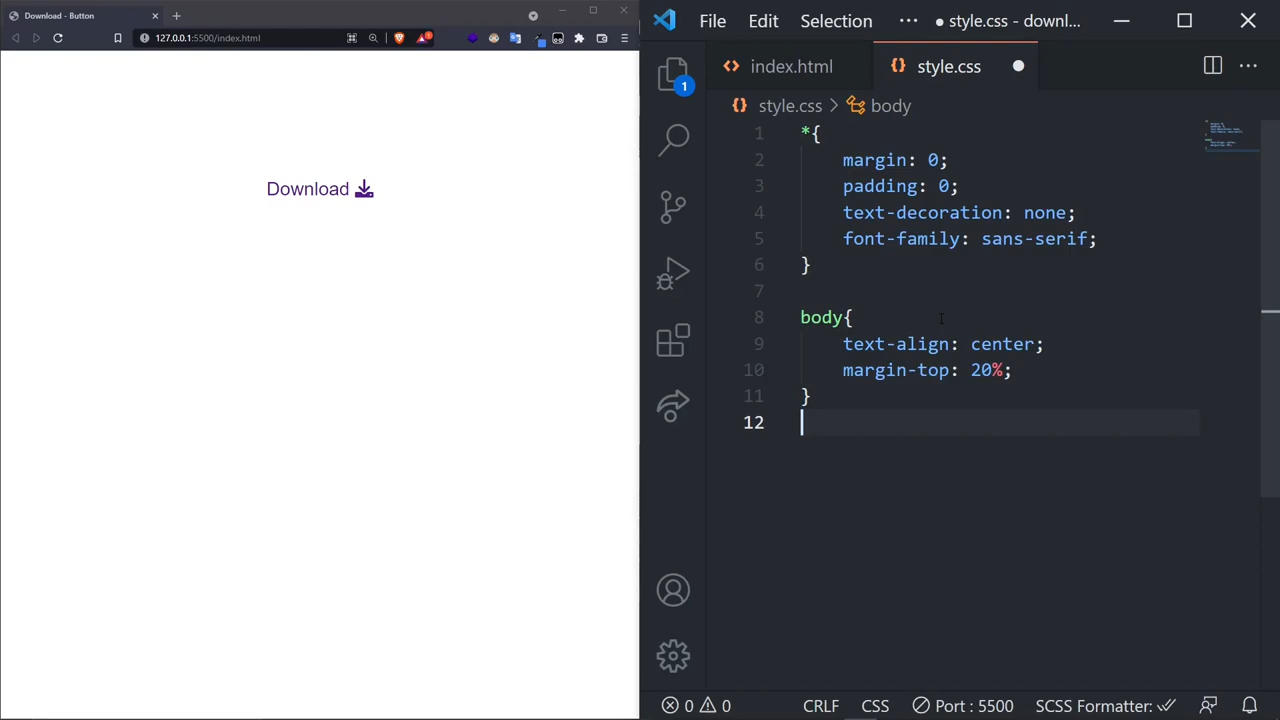 Download - Button
127.0.0.1:5500/index.html
1
Download
File Edit Selection ··· ● style.css - downl...
1
index.html
style.css
style.css > body
1 *{
2 margin: 0;
3 padding: 0;
4 text-decoration: none;
5 font-family: sans-serif;
6 }
7
8 body{
9 text-align: center;
10 margin-top: 20%;
11 }
12
0 0 CRLF CSS Port : 5500 SCSS Formatter: